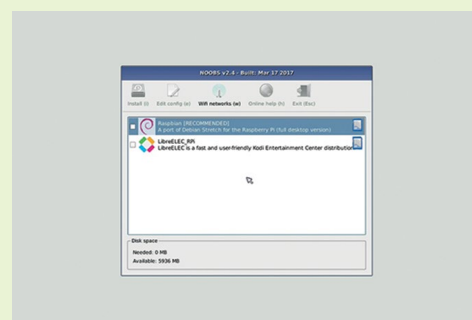 NOOBS v2.4 - Built: Mar 17 2017
Install (i) Edit config (e) Wifi networks (w) Online help (h) Exit (Esc)
Raspbian [RECOMMENDED]
A port of Debian Stretch for the Raspberry Pi (full desktop version)
LibreELEC_RPi
LibreELEC is a fast and user-friendly Kodi Entertainment Center distribution
Disk space
Needed: 0 MB
Available: 5936 MB